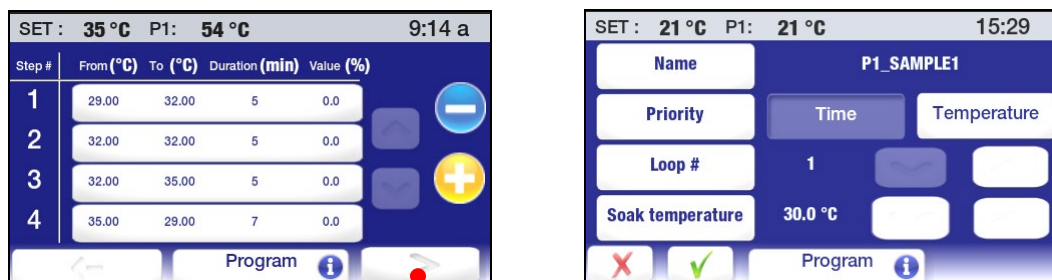 SET : 35 °C P1: 54 °C 9:14 a
Step # From (°C) To (°C) Duration (min) Value (%)
1 29.00 32.00 5 0.0
2 32.00 32.00 5 0.0
3 32.00 35.00 5 0.0
4 35.00 29.00 7 0.0
Program
SET : 21 °C P1: 21 °C 15:29
Name P1_SAMPLE1
Priority Time Temperature
Loop # 1
Soak temperature 30.0 °C
Program